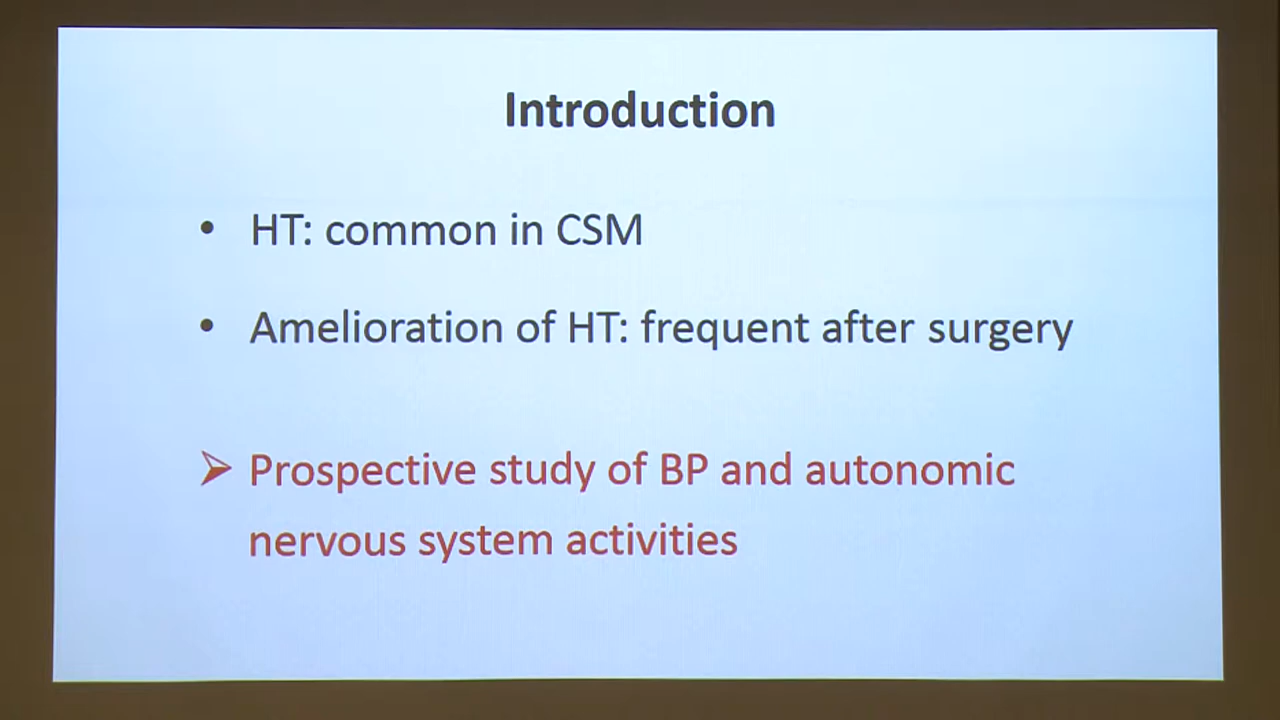 Introduction
• HT: common in CSM
• Amelioration of HT: frequent after surgery
➢ Prospective study of BP and autonomic
nervous system activities